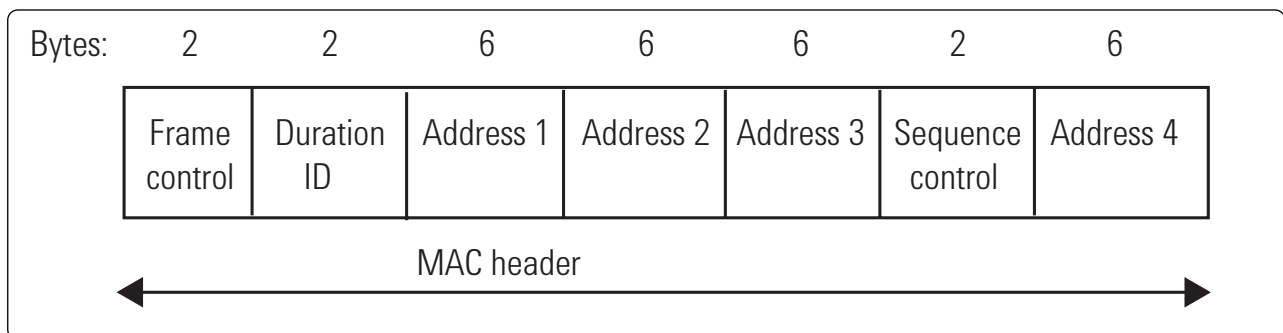 Bytes: 2 2 6 6 6 2 6
Frame control
Duration ID
Address 1
Address 2
Address 3
Sequence control
Address 4
MAC header